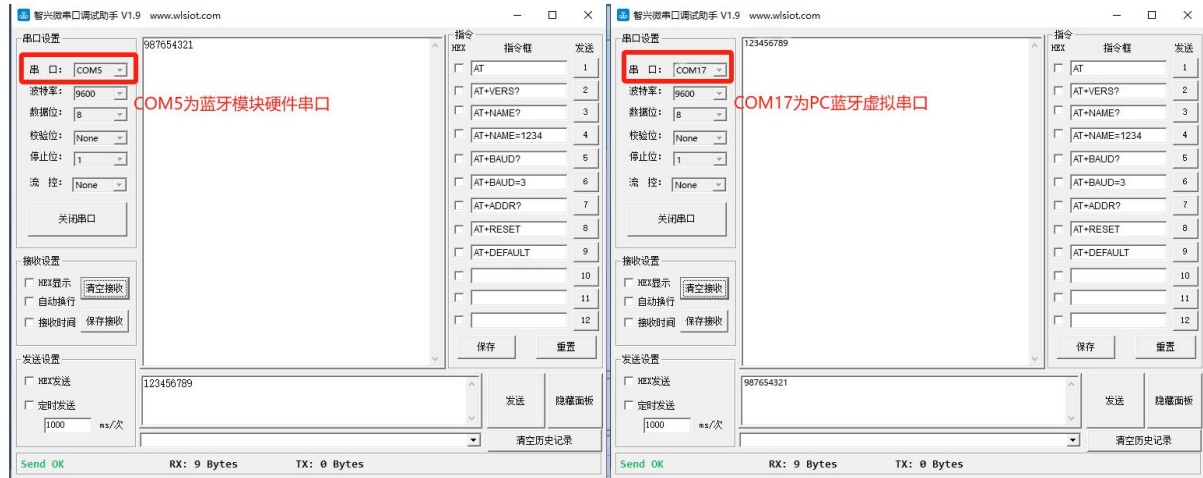 智兴微串口调试助手 V1.9 www.wlsiot.com
串口设置
串 口: COM5
波特率: 9600
数据位: 8
校验位: None
停止位: 1
流 控: None
关闭串口
接收设置
HEX显示
清空接收
自动换行
接收时间
保存接收
发送设置
HEX发送
定时发送
1000 ms/次
987654321
COM5为蓝牙模块硬件串口
123456789
指令
HEX 指令框 发送
AT 1
AT+VERS? 2
AT+NAME? 3
AT+NAME=1234 4
AT+BAUD? 5
AT+BAUD=3 6
AT+ADDR? 7
AT+RESET 8
AT+DEFAULT 9
10
11
12
保存 重置
发送 隐藏面板
清空历史记录
Send OK RX: 9 Bytes TX: 0 Bytes
智兴微串口调试助手 V1.9 www.wlsiot.com
串口设置
串 口: COM17
波特率: 9600
数据位: 8
校验位: None
停止位: 1
流 控: None
关闭串口
接收设置
HEX显示
清空接收
自动换行
接收时间
保存接收
发送设置
HEX发送
定时发送
1000 ms/次
123456789
COM17为PC蓝牙虚拟串口
987654321
指令
HEX 指令框 发送
AT 1
AT+VERS? 2
AT+NAME? 3
AT+NAME=1234 4
AT+BAUD? 5
AT+BAUD=3 6
AT+ADDR? 7
AT+RESET 8
AT+DEFAULT 9
10
11
12
保存 重置
发送 隐藏面板
清空历史记录
Send OK RX: 9 Bytes TX: 0 Bytes